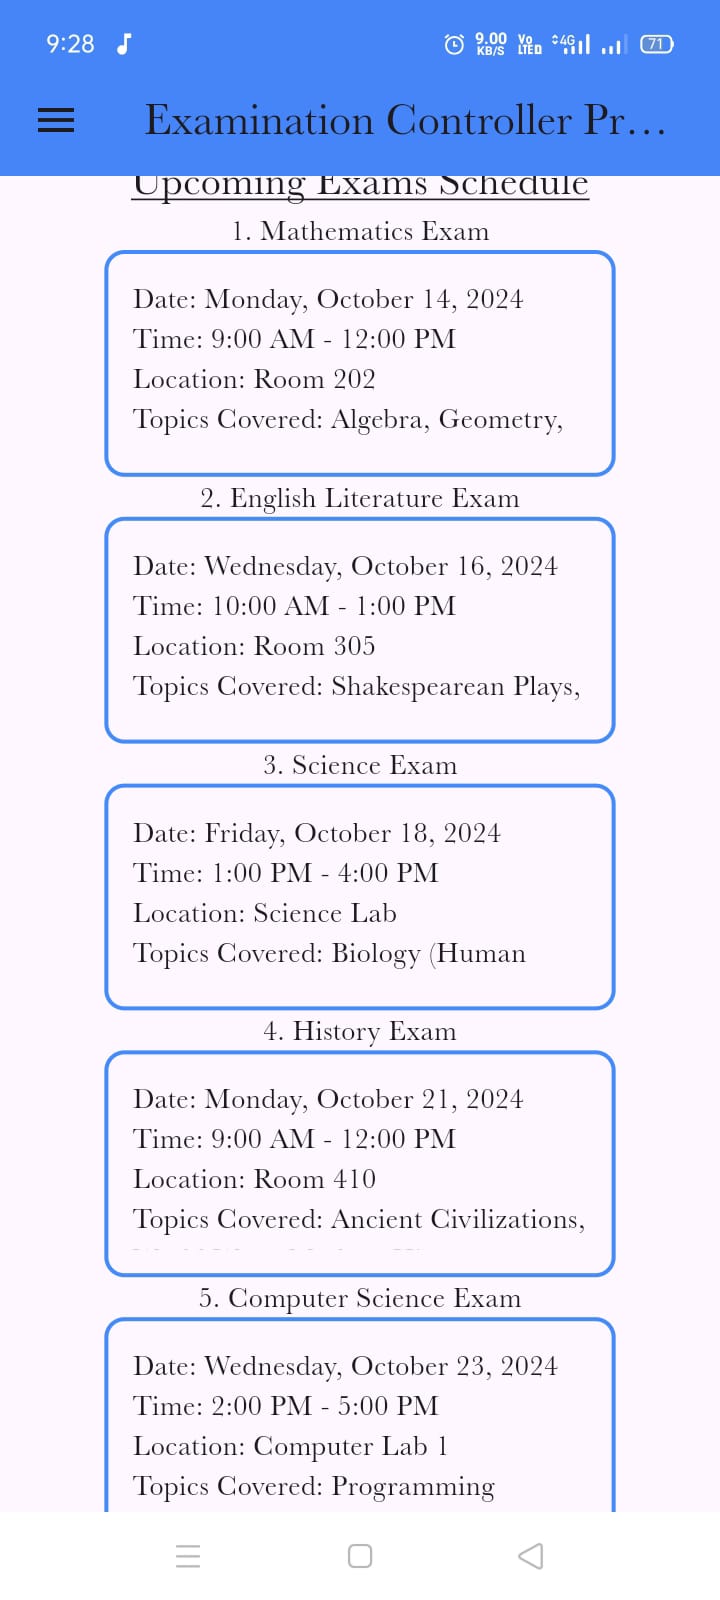 9:28
9.00 KB/S
Vo LTE
4G
71
Examination Controller Pr...
Upcoming Exams Schedule
1. Mathematics Exam
Date: Monday, October 14, 2024
Time: 9:00 AM - 12:00 PM
Location: Room 202
Topics Covered: Algebra, Geometry,
2. English Literature Exam
Date: Wednesday, October 16, 2024
Time: 10:00 AM - 1:00 PM
Location: Room 305
Topics Covered: Shakespearean Plays,
3. Science Exam
Date: Friday, October 18, 2024
Time: 1:00 PM - 4:00 PM
Location: Science Lab
Topics Covered: Biology (Human
4. History Exam
Date: Monday, October 21, 2024
Time: 9:00 AM - 12:00 PM
Location: Room 410
Topics Covered: Ancient Civilizations,
5. Computer Science Exam
Date: Wednesday, October 23, 2024
Time: 2:00 PM - 5:00 PM
Location: Computer Lab 1
Topics Covered: Programming